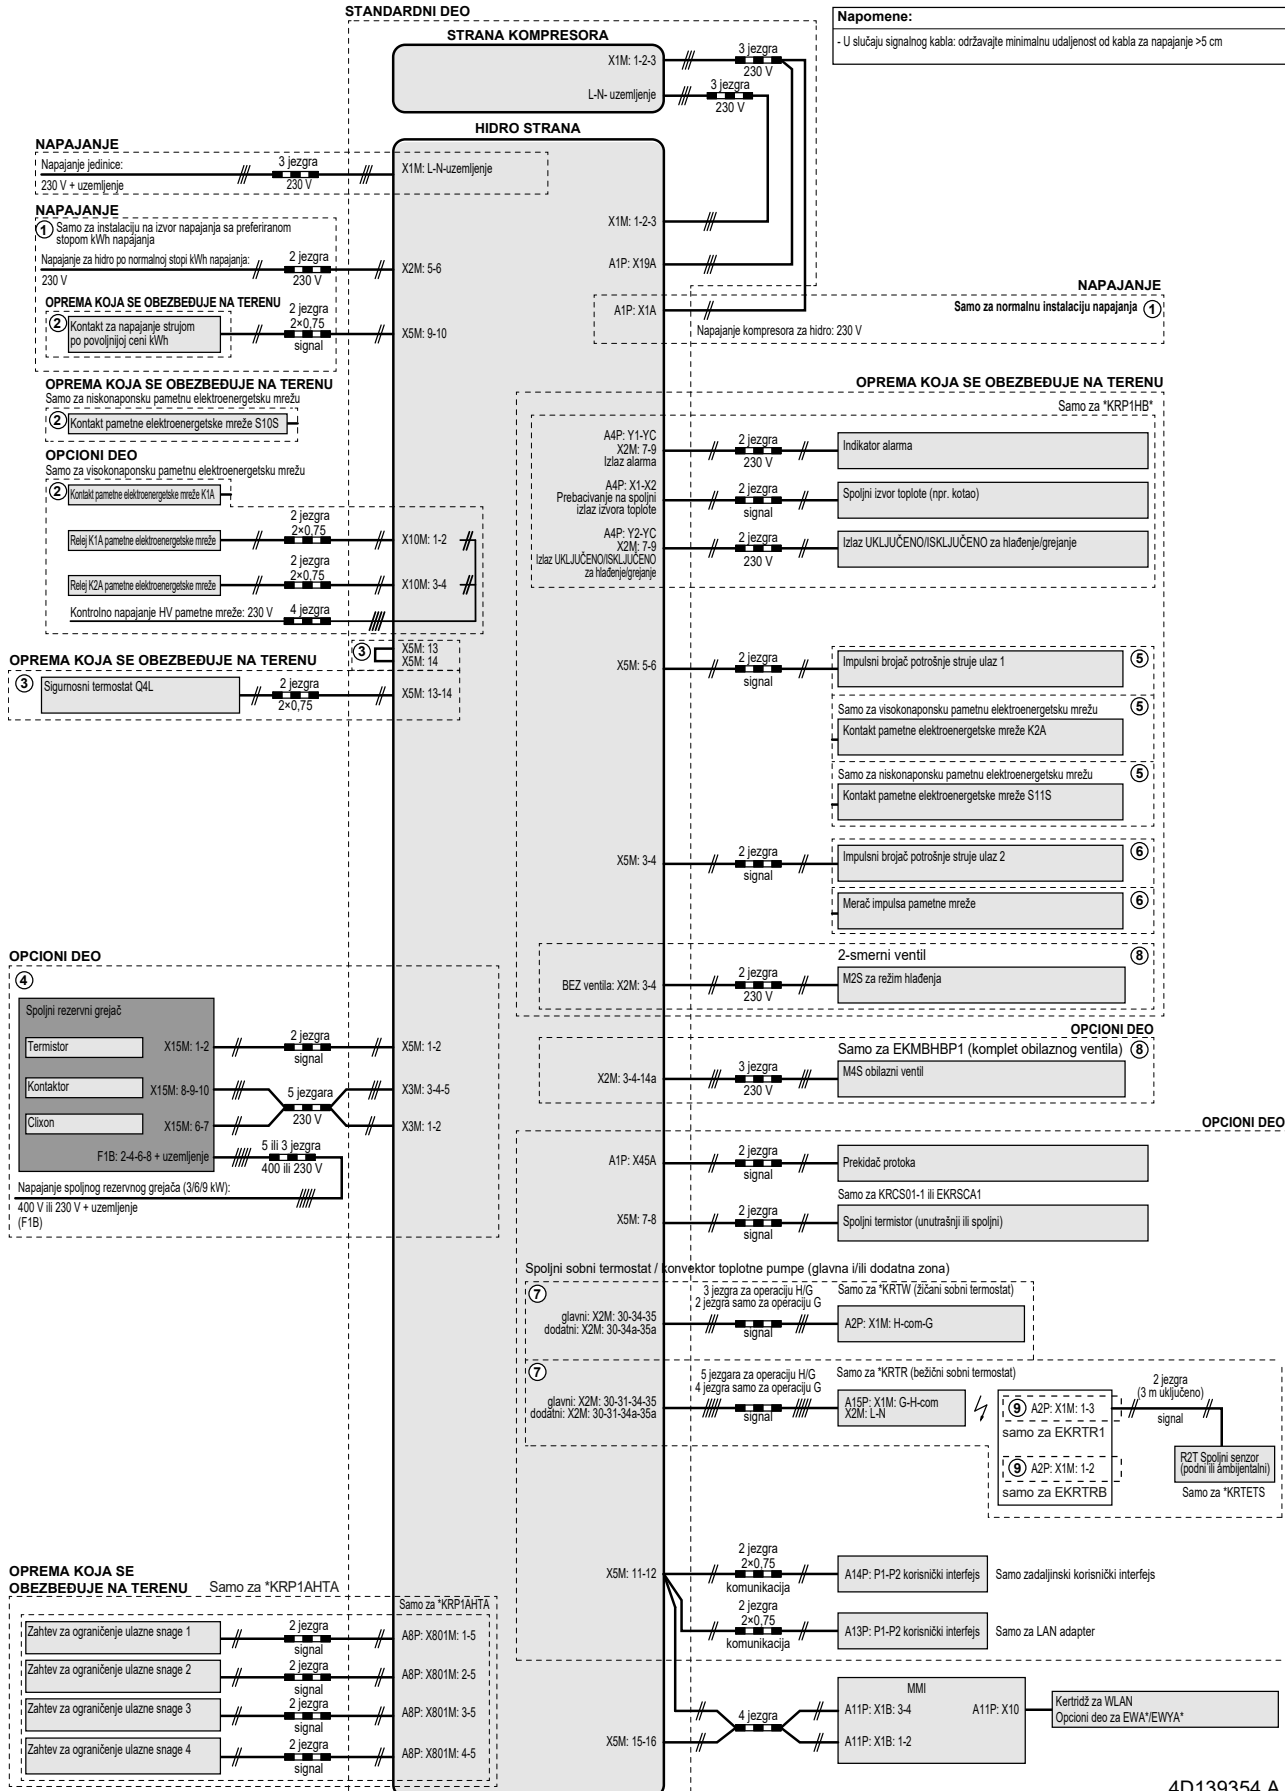 STANDARDNI DEO
Napomene:
- U slučaju signalnog kabla: održavajte minimalnu udaljenost od kabla za napajanje >5 cm
STRANA KOMPRESORA
X1M: 1-2-3
3 jezgra
230 V
L-N- uzemljenje
3 jezgra
230 V
HIDRO STRANA
NAPAJANJE
Napajanje jedinice:
230 V + uzemljenje
3 jezgra
230 V
X1M: L-N-uzemljenje
NAPAJANJE
1 Samo za instalaciju na izvor napajanja sa preferiranom
stopom kWh napajanja
Napajanje za hidro po normalnoj stopi kWh napajanja:
230 V
2 jezgra
230 V
X2M: 5-6
OPREMA KOJA SE OBEZBEĐUJE NA TERENU
2 Kontakt za napajanje strujom
po povoljnijoj ceni kWh
2 jezgra
2×0,75
signal
X5M: 9-10
X1M: 1-2-3
A1P: X19A
NAPAJANJE
A1P: X1A
Samo za normalnu instalaciju napajanja 1
Napajanje kompresora za hidro: 230 V
OPREMA KOJA SE OBEZBEĐUJE NA TERENU
Samo za niskonaponsku pametnu elektroenergetsku mrežu
2 Kontakt pametne elektroenergetske mreže S10S
OPCIONI DEO
Samo za visokonaponsku pametnu elektroenergetsku mrežu
2 Kontakt pametne elektroenergetske mreže K1A
Relej K1A pametne elektroenergetske mreže
2 jezgra
2×0,75
X10M: 1-2
Relej K2A pametne elektroenergetske mreže
2 jezgra
2×0,75
X10M: 3-4
Kontrolno napajanje HV pametne mreže: 230 V
4 jezgra
3
X5M: 13
X5M: 14
OPREMA KOJA SE OBEZBEĐUJE NA TERENU
3 Sigurnosni termostat Q4L
2 jezgra
2×0,75
X5M: 13-14
OPREMA KOJA SE OBEZBEĐUJE NA TERENU
Samo za *KRP1HB*
A4P: Y1-YC
X2M: 7-9
Izlaz alarma
2 jezgra
230 V
Indikator alarma
A4P: X1-X2
Prebacivanje na spoljni
izlaz izvora toplote
2 jezgra
signal
Spoljni izvor toplote (npr. kotao)
A4P: Y2-YC
X2M: 7-9
Izlaz UKLJUČENO/ISKLJUČENO
za hlađenje/grejanje
2 jezgra
230 V
Izlaz UKLJUČENO/ISKLJUČENO za hlađenje/grejanje
X5M: 5-6
2 jezgra
signal
Impulsni brojač potrošnje struje ulaz 1
5
Samo za visokonaponsku pametnu elektroenergetsku mrežu
5
Kontakt pametne elektroenergetske mreže K2A
Samo za niskonaponsku pametnu elektroenergetsku mrežu
5
Kontakt pametne elektroenergetske mreže S11S
X5M: 3-4
2 jezgra
signal
Impulsni brojač potrošnje struje ulaz 2
6
Merač impulsa pametne mreže
6
2-smerni ventil
8
BEZ ventila: X2M: 3-4
2 jezgra
230 V
M2S za režim hlađenja
OPCIONI DEO
Samo za EKMBHBP1 (komplet obilaznog ventila) 8
X2M: 3-4-14a
3 jezgra
230 V
M4S obilazni ventil
OPCIONI DEO
4
Spoljni rezervni grejač
Termistor
X15M: 1-2
2 jezgra
signal
X5M: 1-2
Kontaktor
X15M: 8-9-10
5 jezgara
230 V
X3M: 3-4-5
Clixon
X15M: 6-7
X3M: 1-2
F1B: 2-4-6-8 + uzemljenje
5 ili 3 jezgra
400 ili 230 V
Napajanje spoljnog rezervnog grejača (3/6/9 kW):
400 V ili 230 V + uzemljenje
(F1B)
OPCIONI DEO
A1P: X45A
2 jezgra
signal
Prekidač protoka
Samo za KRCS01-1 ili EKRSCA1
X5M: 7-8
2 jezgra
signal
Spoljni termistor (unutrašnji ili spoljni)
Spoljni sobni termostat / konvektor toplotne pumpe (glavna i/ili dodatna zona)
7
glavni: X2M: 30-34-35
dodatni: X2M: 30-34a-35a
3 jezgra za operaciju H/G
2 jezgra samo za operaciju G
signal
Samo za *KRTW (žičani sobni termostat)
A2P: X1M: H-com-G
7
glavni: X2M: 30-31-34-35
dodatni: X2M: 30-31-34a-35a
5 jezgara za operaciju H/G
4 jezgra samo za operaciju G
signal
Samo za *KRTR (bežični sobni termostat)
A15P: X1M: G-H-com
X2M: L-N
9 A2P: X1M: 1-3
samo za EKRTR1
9 A2P: X1M: 1-2
samo za EKRTRB
2 jezgra
(3 m uključeno)
signal
R2T Spoljni senzor
(podni ili ambijentalni)
Samo za *KRTETS
X5M: 11-12
2 jezgra
2×0,75
komunikacija
A14P: P1-P2 korisnički interfejs
Samo zadaljinski korisnički interfejs
2 jezgra
2×0,75
komunikacija
A13P: P1-P2 korisnički interfejs
Samo za LAN adapter
OPREMA KOJA SE
OBEZBEĐUJE NA TERENU
Samo za *KRP1AHTA
Samo za *KRP1AHTA
Zahtev za ograničenje ulazne snage 1
2 jezgra
signal
A8P: X801M: 1-5
Zahtev za ograničenje ulazne snage 2
2 jezgra
signal
A8P: X801M: 2-5
Zahtev za ograničenje ulazne snage 3
2 jezgra
signal
A8P: X801M: 3-5
Zahtev za ograničenje ulazne snage 4
2 jezgra
signal
A8P: X801M: 4-5
X5M: 15-16
4 jezgra
MMI
A11P: X1B: 3-4
A11P: X1B: 1-2
A11P: X10
Kertridž za WLAN
Opcioni deo za EWA*/EWYA*
4D139354 A